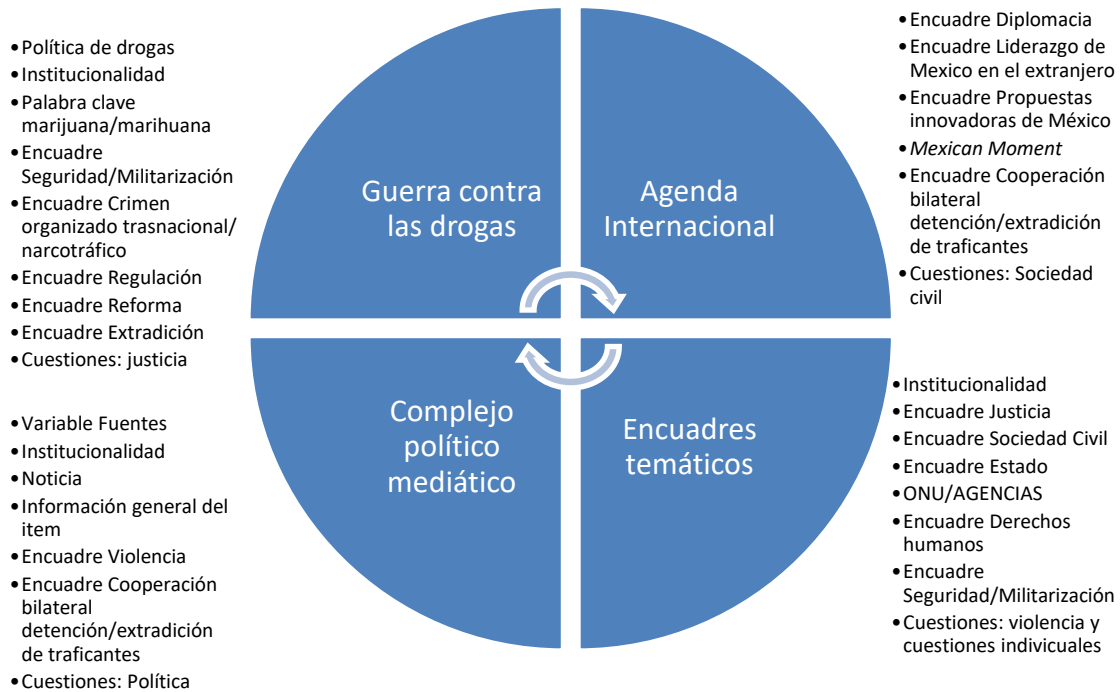 •Política de drogas
•Institucionalidad
•Palabra clave
marijuana/marihuana
•Encuadre
Seguridad/Militarización
•Encuadre Crimen
organizado trasnacional/
narcotráfico
•Encuadre Regulación
•Encuadre Reforma
•Encuadre Extradición
•Cuestiones: justicia
Guerra contra
las drogas
Agenda
Internacional
•Encuadre Diplomacia
•Encuadre Liderazgo de
Mexico en el extranjero
•Encuadre Propuestas
innovadoras de México
•Mexican Moment
•Encuadre Cooperación
bilateral
detención/extradición
de traficantes
•Cuestiones: Sociedad
civil
•Variable Fuentes
•Institucionalidad
•Noticia
•Información general del
item
•Encuadre Violencia
•Encuadre Cooperación
bilateral
detención/extradición
de traficantes
•Cuestiones: Política
Complejo
político
mediático
Encuadres
temáticos
•Institucionalidad
•Encuadre Justicia
•Encuadre Sociedad Civil
•Encuadre Estado
•ONU/AGENCIAS
•Encuadre Derechos
humanos
•Encuadre
Seguridad/Militarización
•Cuestiones: violencia y
cuestiones indivicuales